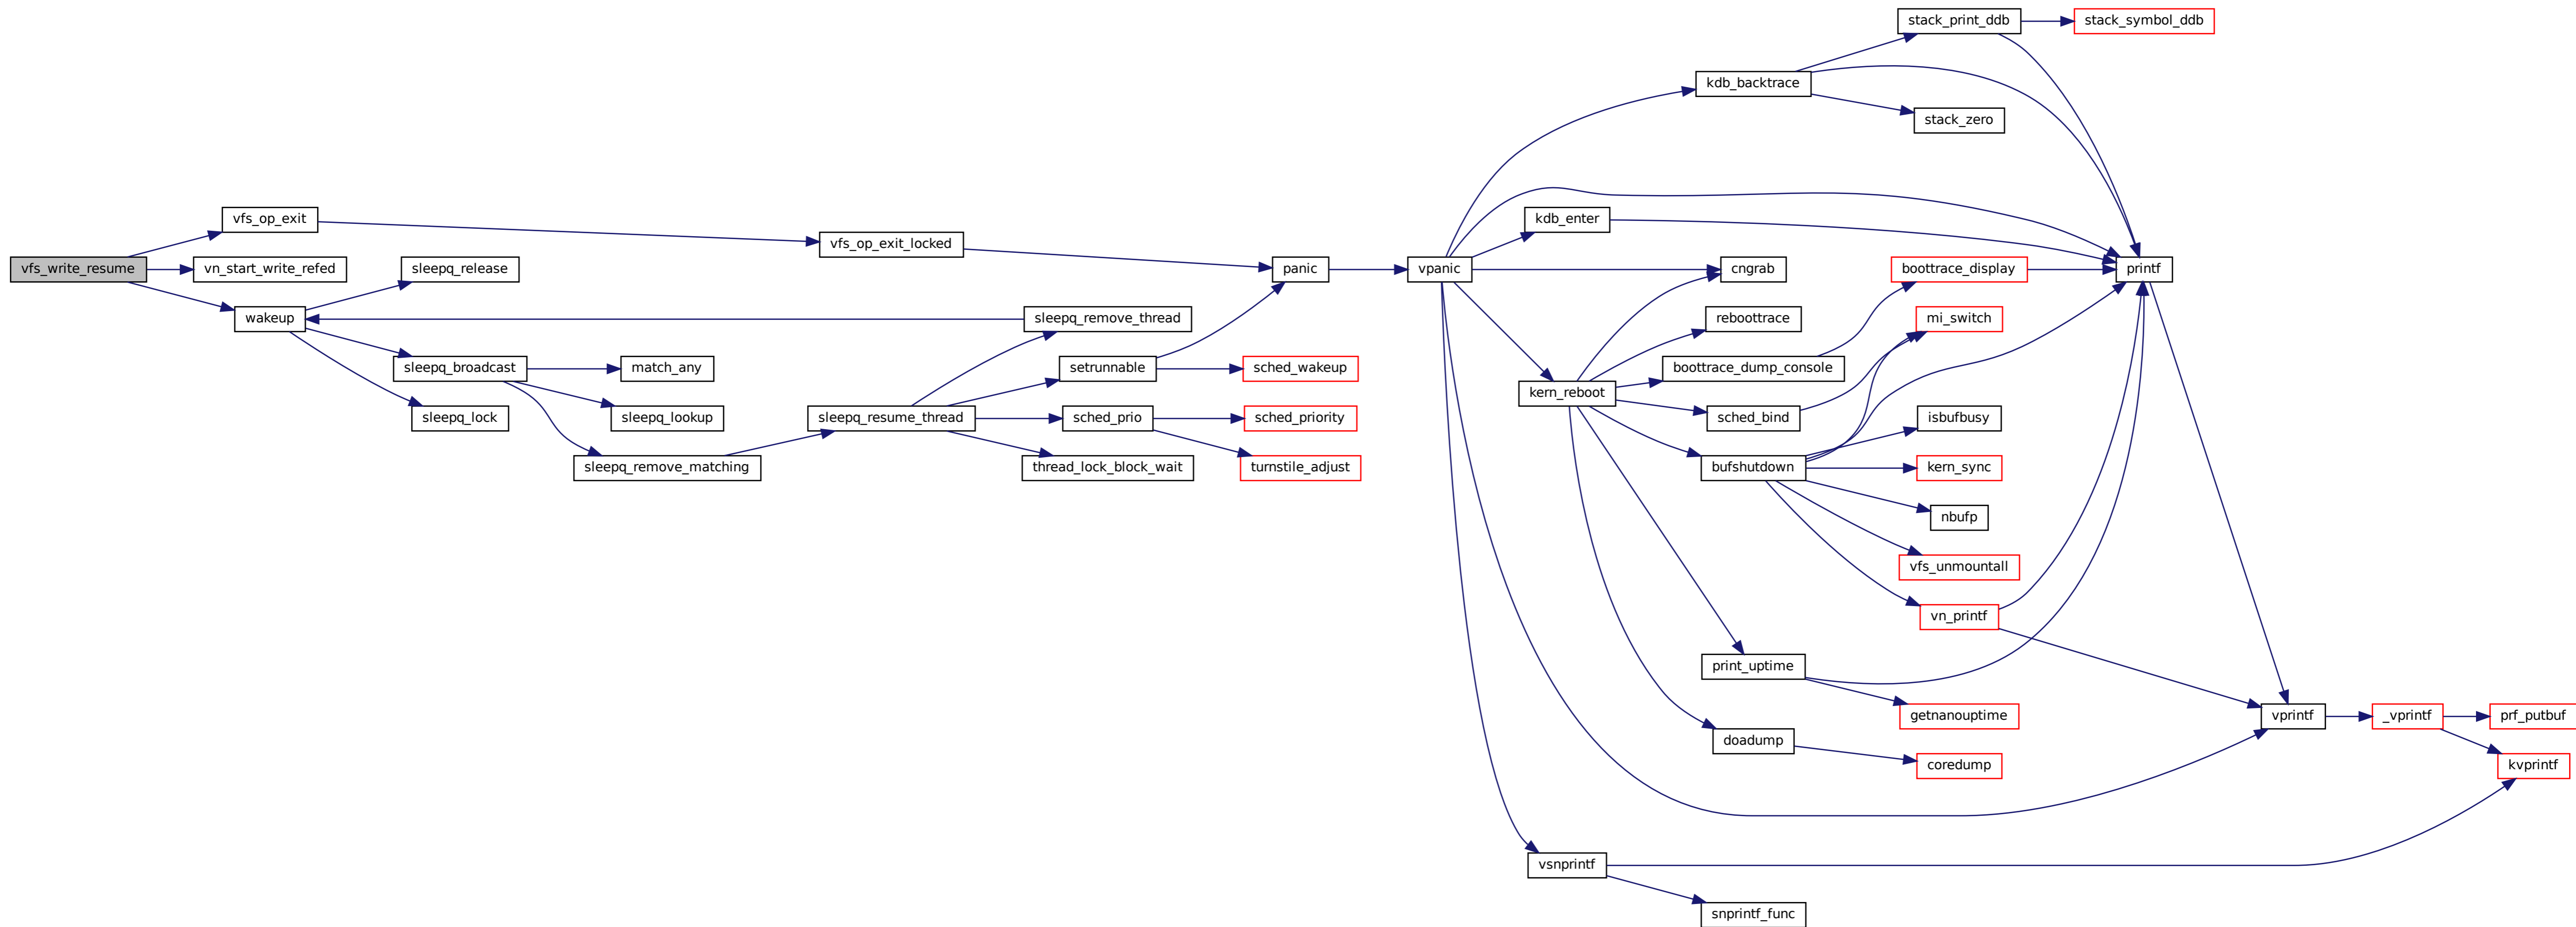 stack_print_ddb
stack_symbol_ddb
kdb_backtrace
stack_zero
vfs_op_exit
kdb_enter
vfs_op_exit_locked
vfs_write_resume
vn_start_write_refed
sleepq_release
panic
vpanic
cngrab
boottrace_display
printf
wakeup
sleepq_remove_thread
reboottrace
mi_switch
sleepq_broadcast
match_any
setrunnable
sched_wakeup
boottrace_dump_console
kern_reboot
sleepq_lock
sleepq_lookup
sleepq_resume_thread
sched_prio
sched_priority
sched_bind
isbufbusy
sleepq_remove_matching
thread_lock_block_wait
turnstile_adjust
bufshutdown
kern_sync
nbufp
vfs_unmountall
vn_printf
print_uptime
getnanouptime
vprintf
_vprintf
prf_putbuf
doadump
coredump
kvprintf
vsnprintf
snprintf_func